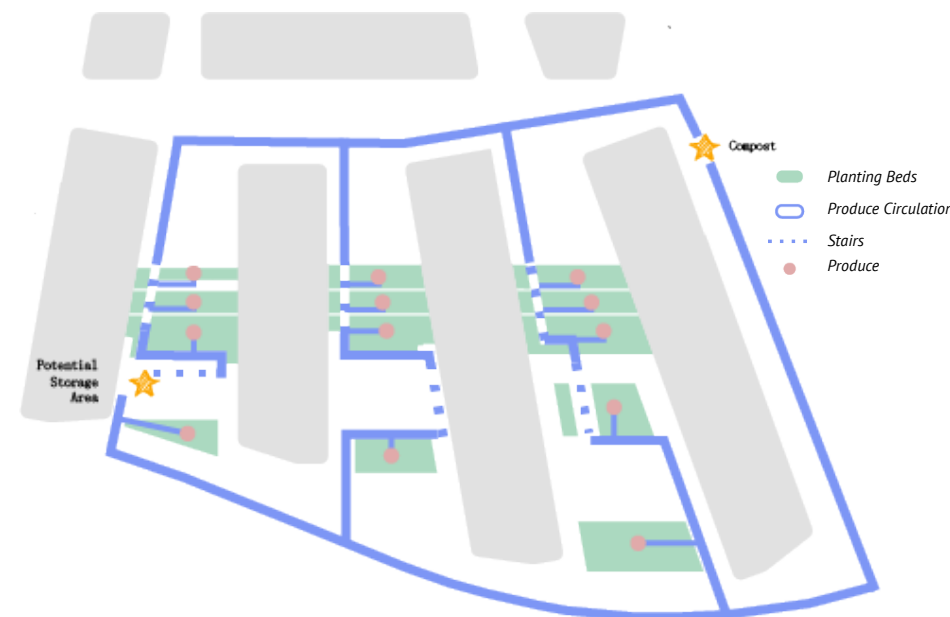 Compost
Planting Beds
Produce Circulation
Stairs
Produce
Potential
Storage
Area